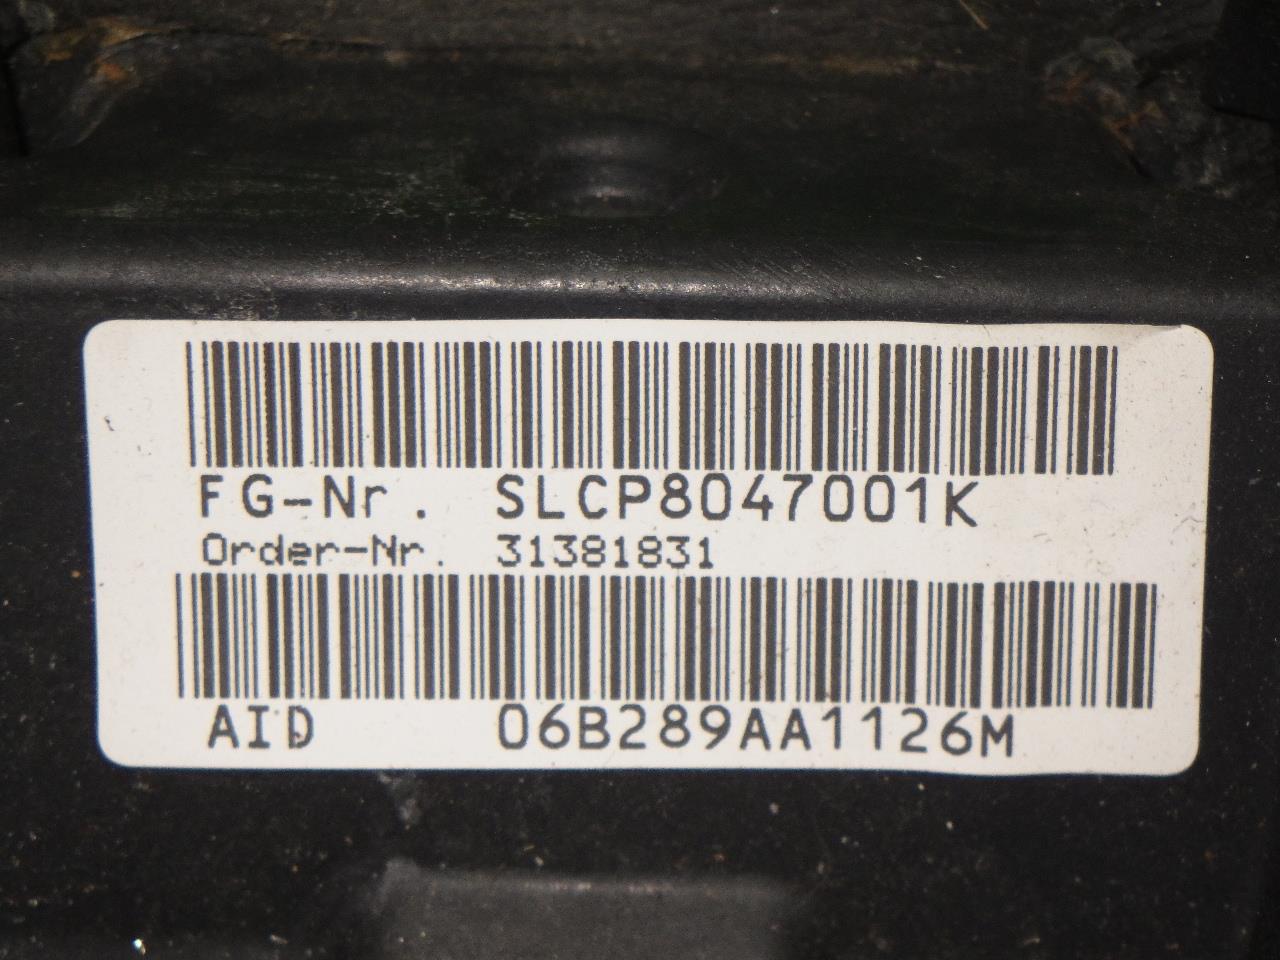 FG-Nr. SLCP8047001K
Order-Nr. 31381831
AID 06B289AA1126M